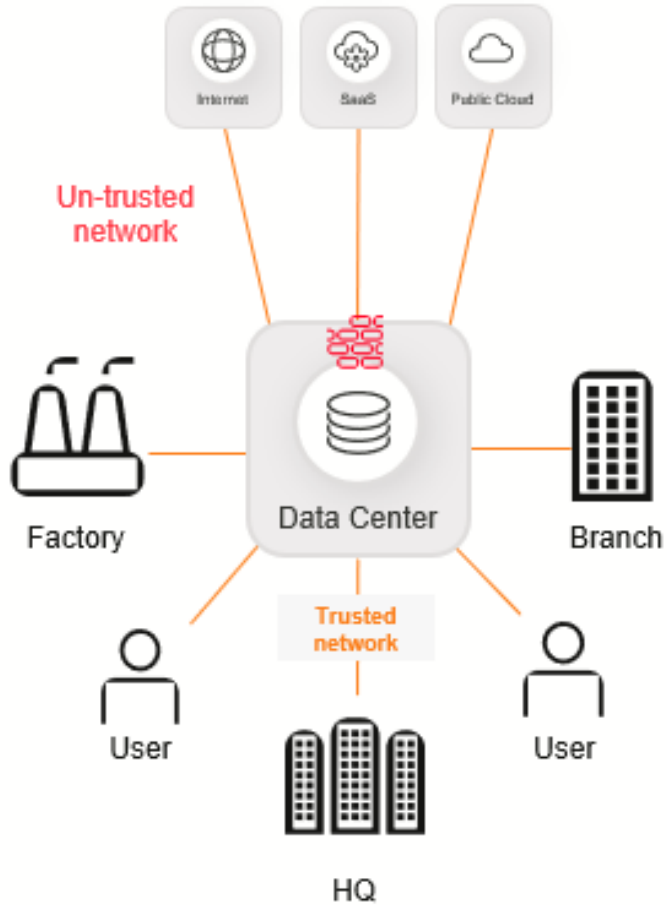 Internet
SaaS
Public Cloud
Un-trusted
network
Data Center
Factory
Branch
Trusted
network
User
User
HQ